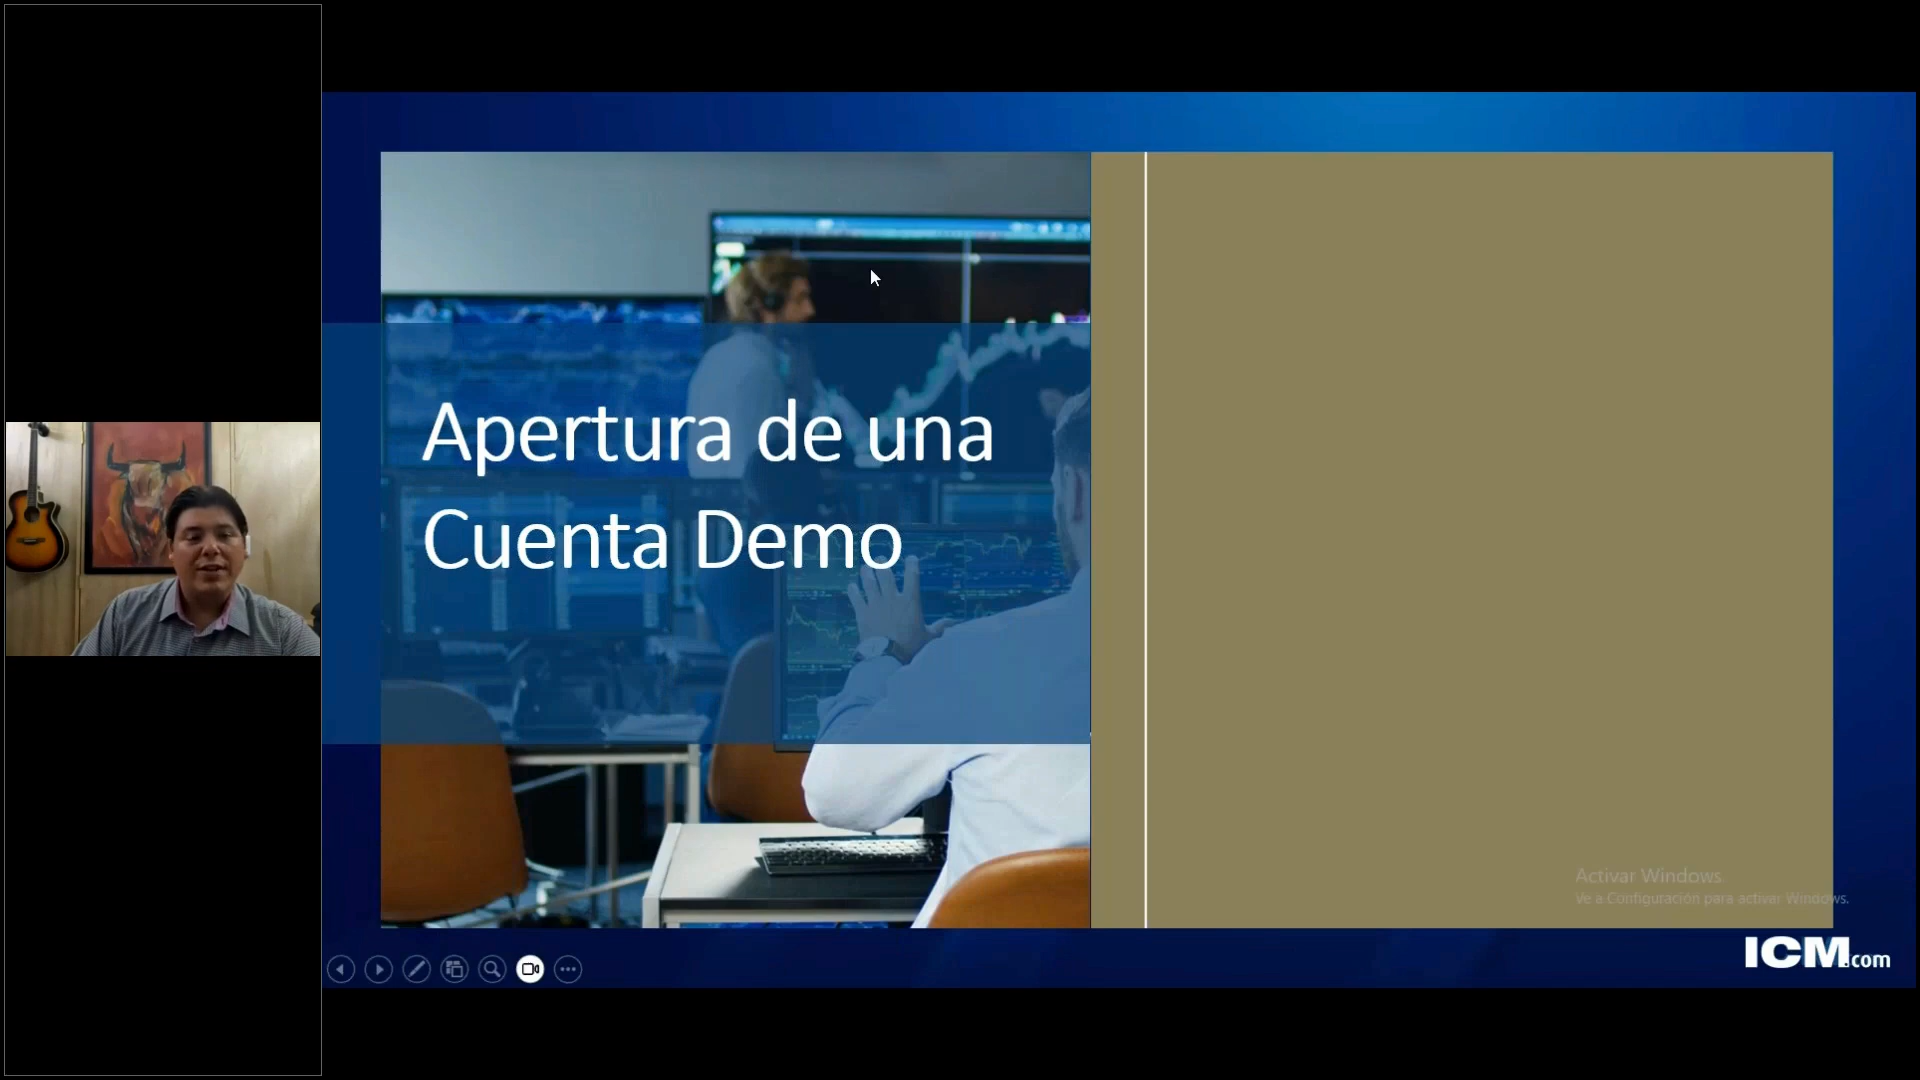 Apertura de una
Cuenta Demo
Activar Windows
Ve a Configuración para activar Windows.
ICM.com